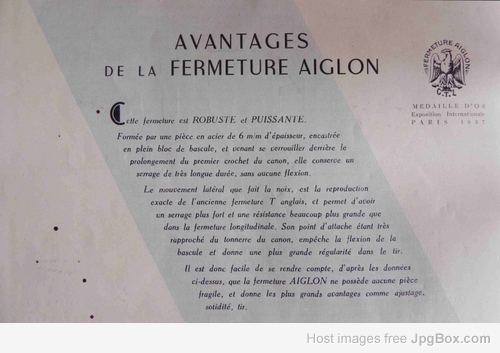 AVANTAGES
DE LA FERMETURE AIGLON
FERMETURE AIGLON
MEDAILLE D'OR
Exposition Internationale
PARIS 1937
Cette fermeture est ROBUSTE et PUISSANTE.
Formée par une pièce en acier de 6 m/m d'épaisseur, encastrée
en plein bloc de bascule, et venant se verrouiller derrière le
prolongement du premier crochet du canon, elle conserve un
serrage de très longue durée, sans aucune flexion.
Le mouvement latéral que fait la noix, est la reproduction
exacte de l'ancienne fermeture T anglais, et permet d'avoir
un serrage plus fort et une résistance beaucoup plus grande que
dans la fermeture longitudinale. Son point d'attache étant très
rapproché du tonnerre du canon, empêche la flexion de la
bascule et donne une plus grande régularité dans le tir.
Il est donc facile de se rendre compte, d'après les données
ci-dessus, que la fermeture AIGLON ne possède aucune pièce
fragile, et donne les plus grands avantages comme ajustage,
solidité, tir.
Host images free JpgBox.com